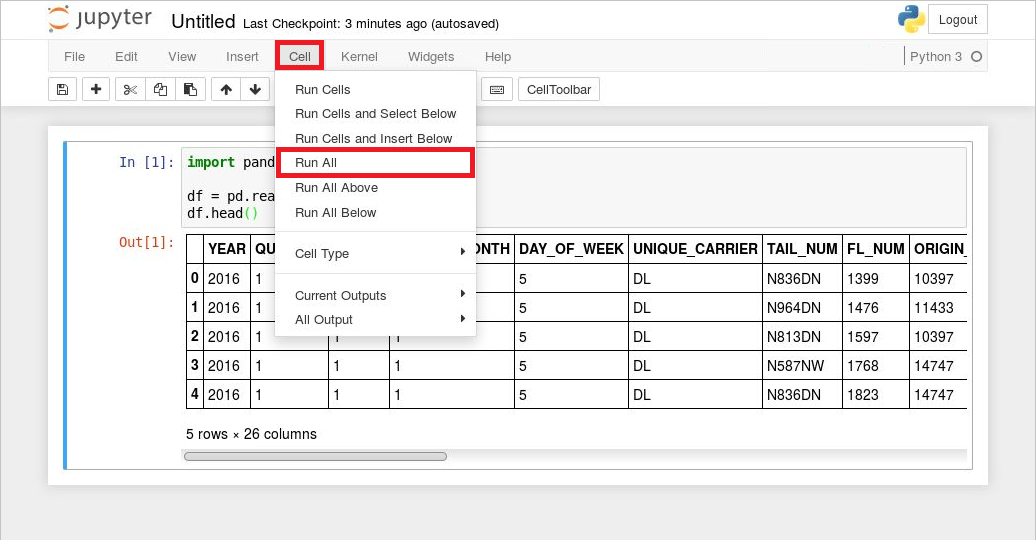 jupyter Untitled Last Checkpoint: 3 minutes ago (autosaved) Logout
File Edit View Insert Cell Kernel Widgets Help Python 3
CellToolbar
Run Cells
Run Cells and Select Below
Run Cells and Insert Below
Run All
Run All Above
Run All Below
Cell Type
Current Outputs
All Output
In [1]: import pand
df = pd.rea
df.head()
Out[1]:
YEAR QU ONTH DAY_OF_WEEK UNIQUE_CARRIER TAIL_NUM FL_NUM ORIGIN_
0 2016 1 5 DL N836DN 1399 10397
1 2016 1 5 DL N964DN 1476 11433
2 2016 1 1 1 5 DL N813DN 1597 10397
3 2016 1 1 1 5 DL N587NW 1768 14747
4 2016 1 1 1 5 DL N836DN 1823 14747
5 rows × 26 columns